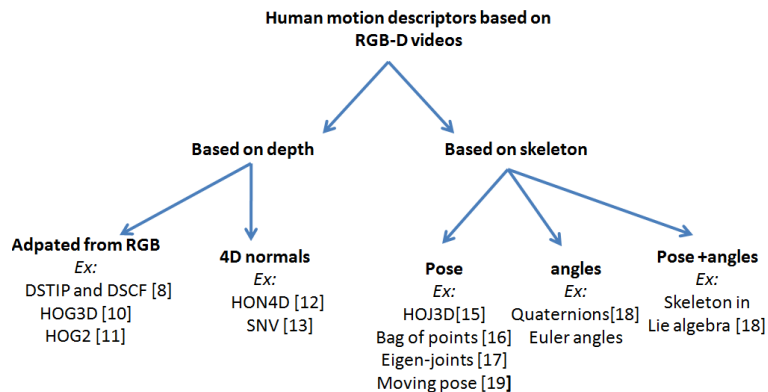 Human motion descriptors based on
RGB-D videos
Based on depth
Based on skeleton
Adpated from RGB
Ex:
DSTIP and DSCF [8]
HOG3D [10]
HOG2 [11]
4D normals
Ex:
HON4D [12]
SNV [13]
Pose
Ex:
HOJ3D[15]
Bag of points [16]
Eigen-joints [17]
Moving pose [19]
angles
Ex:
Quaternions[18]
Euler angles
Pose +angles
Ex:
Skeleton in
Lie algebra [18]